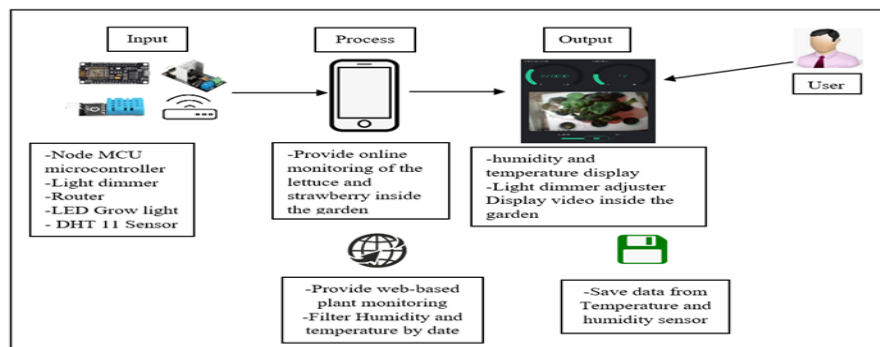 Input
Process
Output
User
-Node MCU
microcontroller
-Light dimmer
-Router
-LED Grow light
- DHT 11 Sensor
-Provide online
monitoring of the
lettuce and
strawberry inside
the garden
-humidity and
temperature display
-Light dimmer adjuster
Display video inside the
garden
-Provide web-based
plant monitoring
-Filter Humidity and
temperature by date
-Save data from
Temperature and
humidity sensor